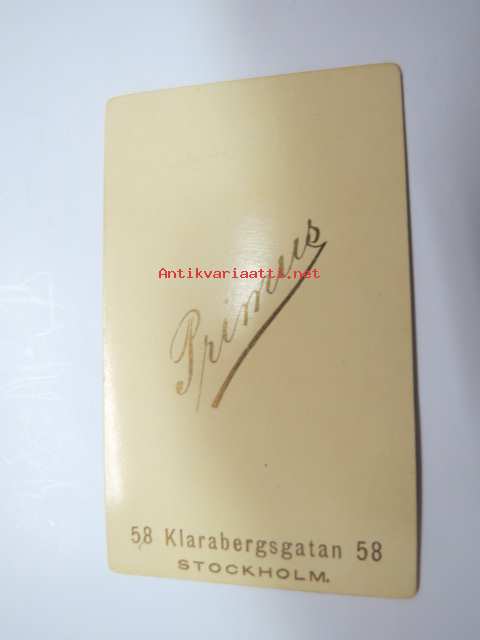 Primus
Antikvariaatti.net
58 Klarabergsgatan 58
STOCKHOLM.